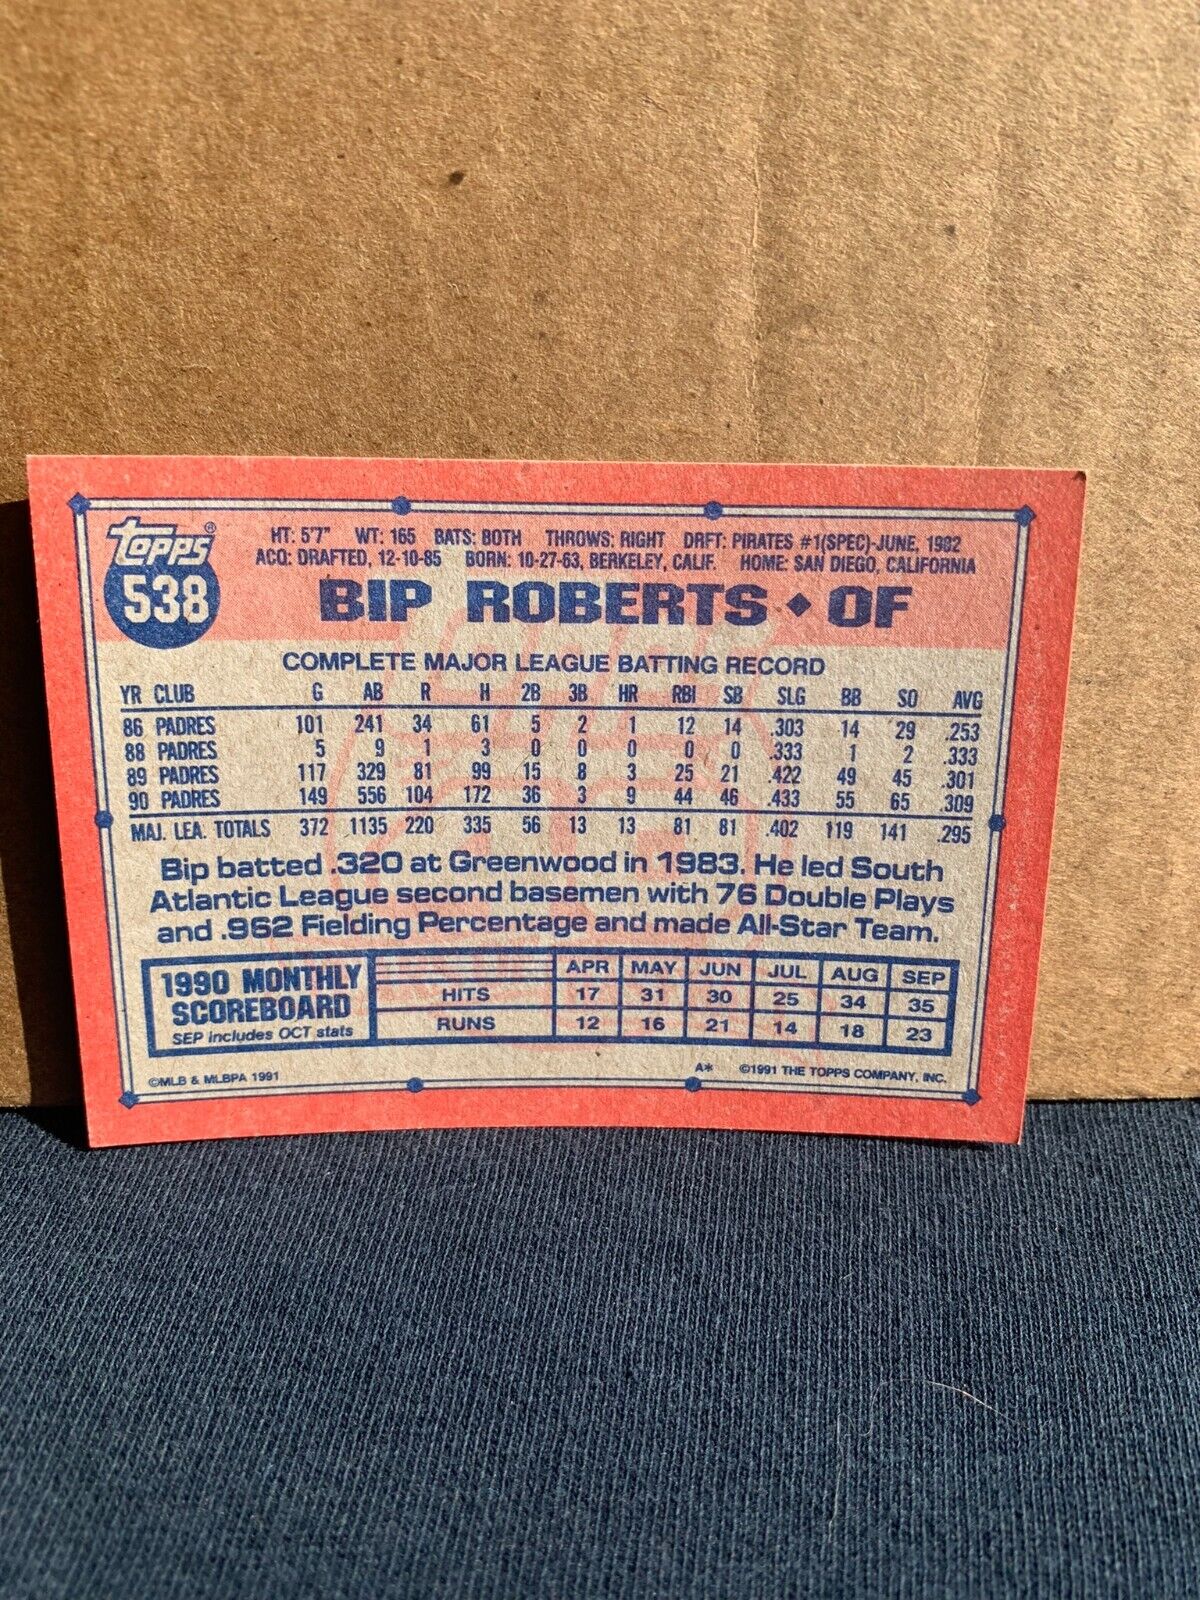 topps®
538
HT: 5'7" WT: 165 BATS: BOTH THROWS: RIGHT DRFT: PIRATES #1(SPEC)-JUNE, 1982
ACQ: DRAFTED, 12-10-85 BORN: 10-27-63, BERKELEY, CALIF. HOME: SAN DIEGO, CALIFORNIA
BIP ROBERTS ◆ OF
COMPLETE MAJOR LEAGUE BATTING RECORD
YR CLUB G AB R H 2B 3B HR RBI SB SLG BB SO AVG
86 PADRES 101 241 34 61 5 2 1 12 14 .303 14 29 .253
88 PADRES 5 9 1 3 0 0 0 0 0 .333 1 2 .333
89 PADRES 117 329 81 99 15 8 3 25 21 .422 49 45 .301
90 PADRES 149 556 104 172 36 3 9 44 46 .433 55 65 .309
MAJ. LEA. TOTALS 372 1135 220 335 56 13 13 81 81 .402 119 141 .295
Bip batted .320 at Greenwood in 1983. He led South
Atlantic League second basemen with 76 Double Plays
and .962 Fielding Percentage and made All-Star Team.
1990 MONTHLY
SCOREBOARD
SEP includes OCT stats
APR MAY JUN JUL AUG SEP
HITS 17 31 30 25 34 35
RUNS 12 16 21 14 18 23
©MLB & MLBPA 1991 A* ©1991 THE TOPPS COMPANY, INC.